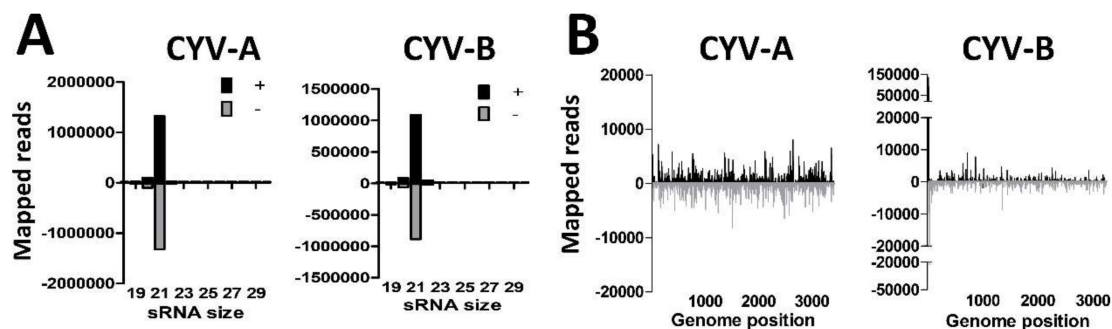 A
CYV-A
CYV-B
Mapped reads
2000000
1000000
0
-1000000
-2000000
+
-
19 21 23 25 27 29
sRNA size
1500000
1000000
500000
0
-500000
-1000000
-1500000
+
-
19 21 23 25 27 29
sRNA size
B
CYV-A
CYV-B
Mapped reads
20000
10000
0
-10000
-20000
1000 2000 3000
Genome position
150000
50000
20000
10000
0
-10000
-20000
-20000
-50000
1000 2000 3000
Genome position